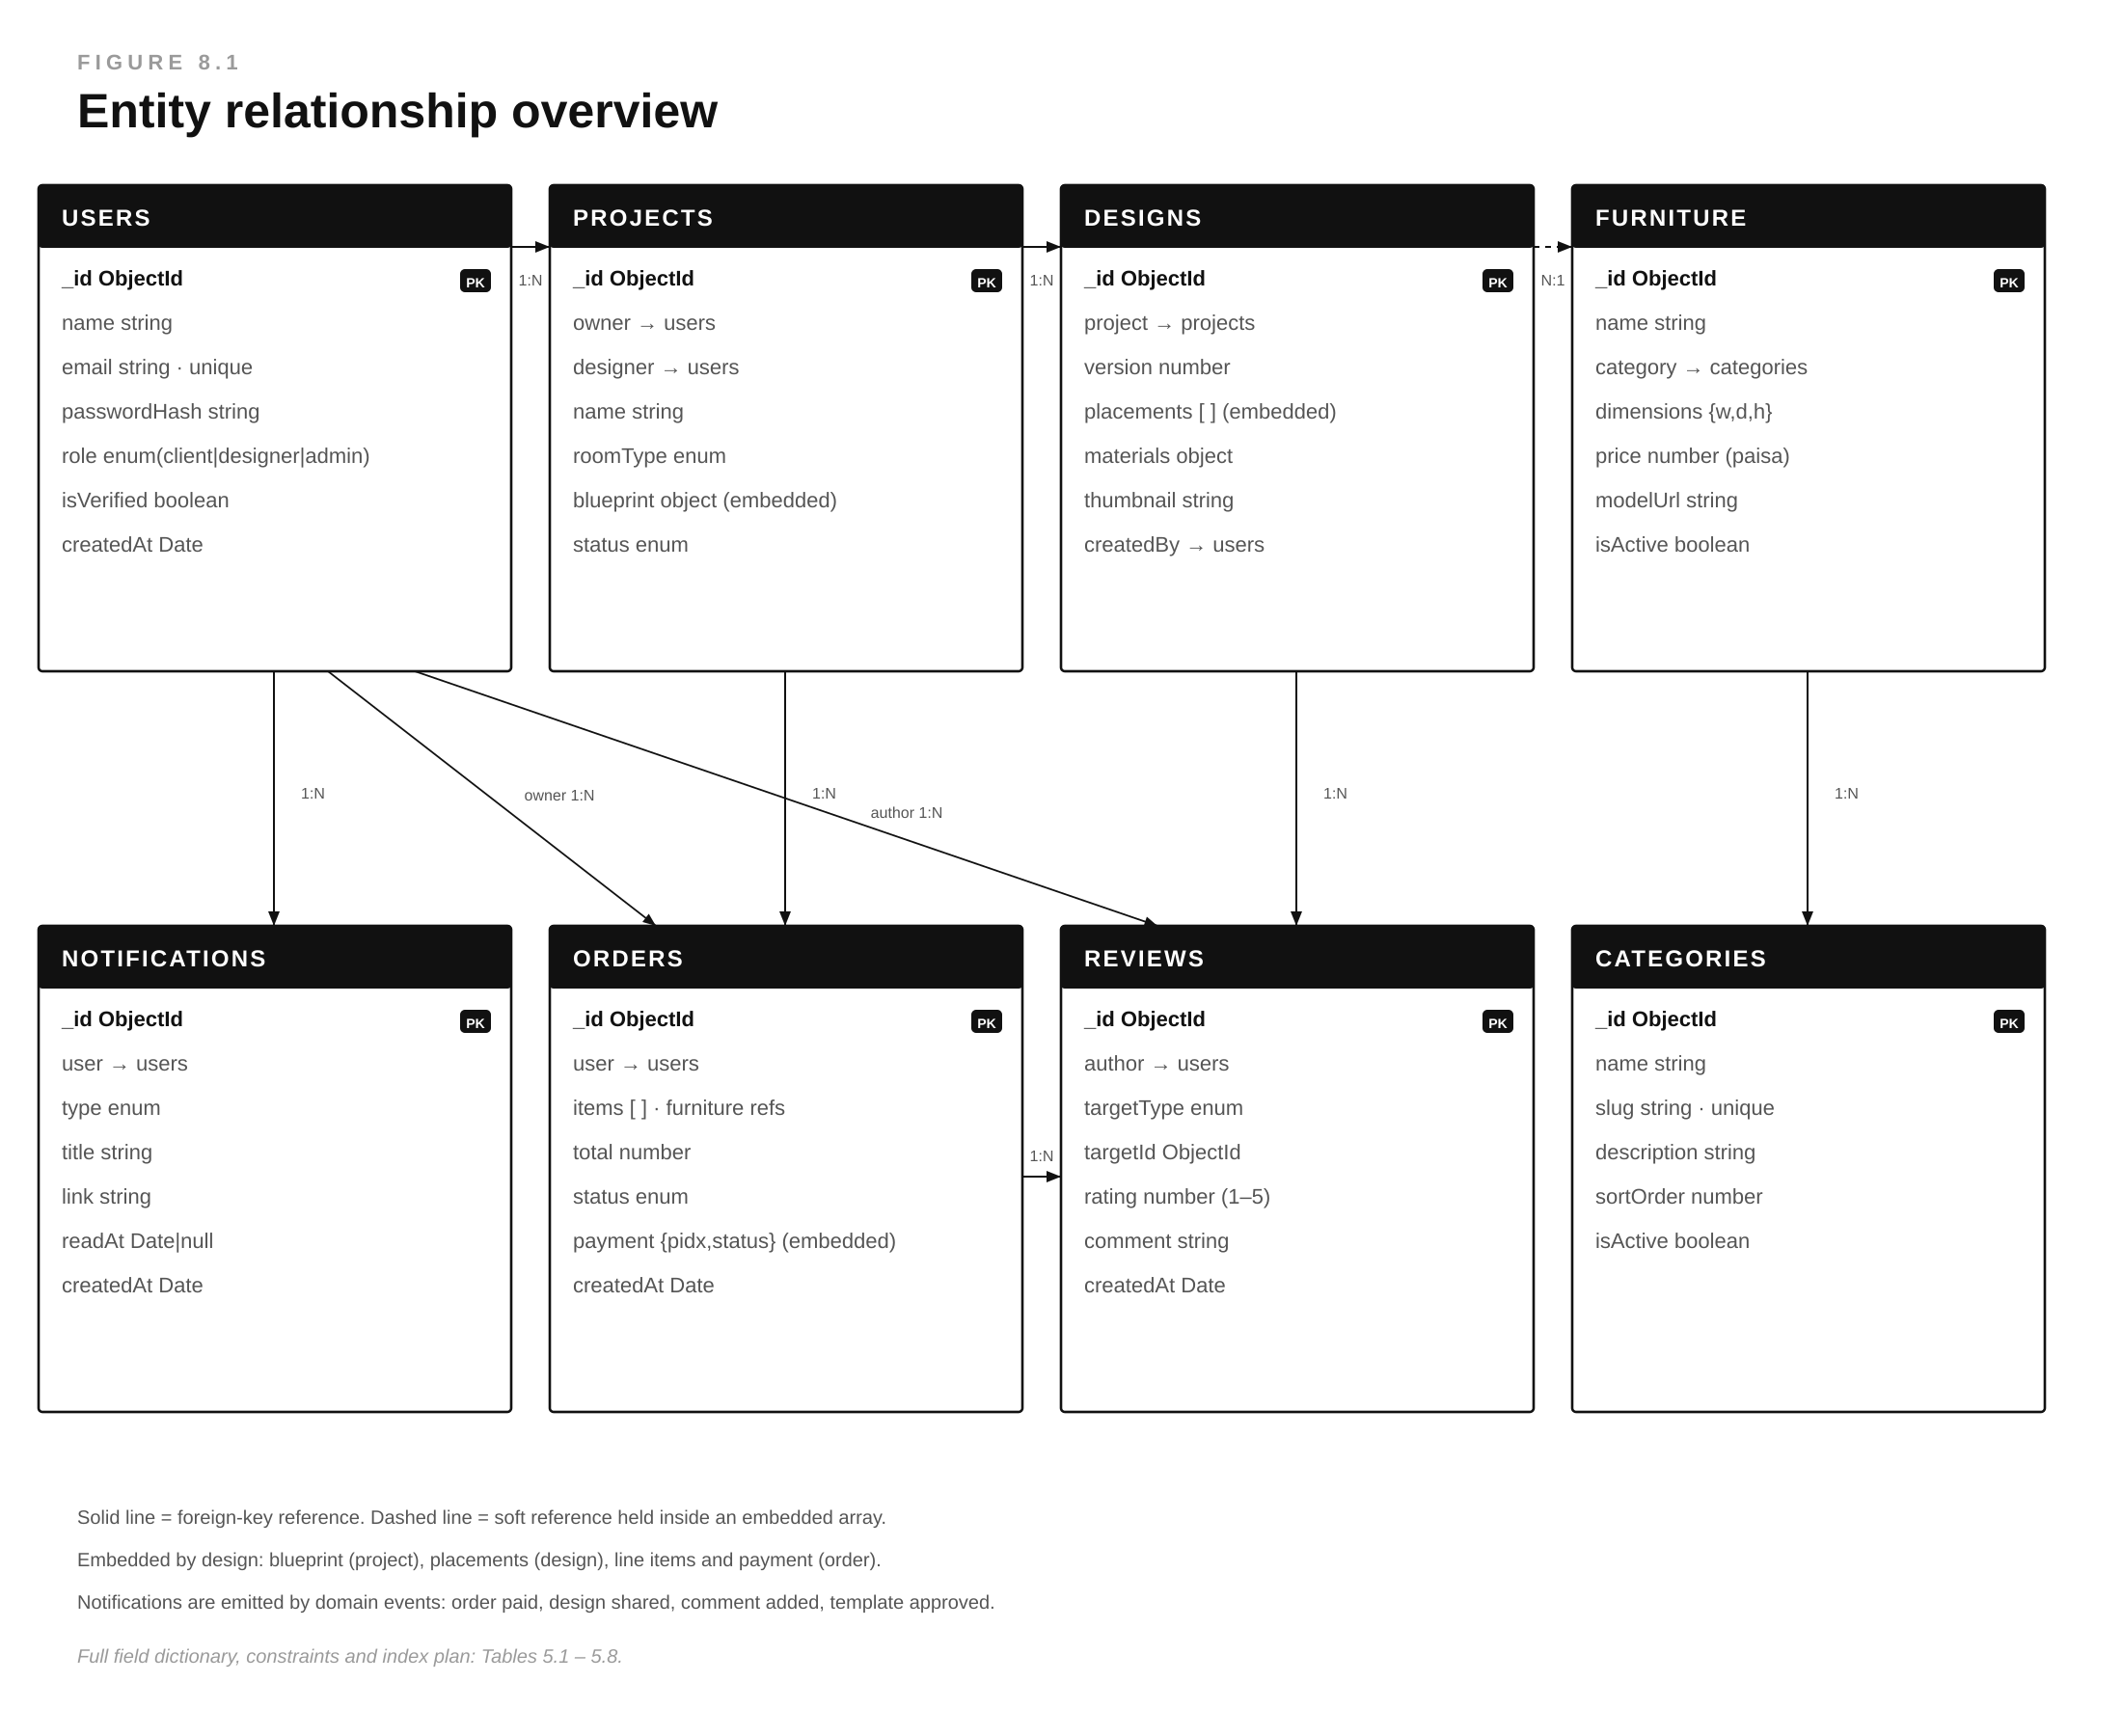 FIGURE 8.1
Entity relationship overview
USERS
_id ObjectId PK
name string
email string · unique
passwordHash string
role enum(client|designer|admin)
isVerified boolean
createdAt Date
1:N
PROJECTS
_id ObjectId PK
owner → users
designer → users
name string
roomType enum
blueprint object (embedded)
status enum
1:N
DESIGNS
_id ObjectId PK
project → projects
version number
placements [ ] (embedded)
materials object
thumbnail string
createdBy → users
N:1
FURNITURE
_id ObjectId PK
name string
category → categories
dimensions {w,d,h}
price number (paisa)
modelUrl string
isActive boolean
1:N
owner 1:N
1:N
author 1:N
1:N
1:N
NOTIFICATIONS
_id ObjectId PK
user → users
type enum
title string
link string
readAt Date|null
createdAt Date
ORDERS
_id ObjectId PK
user → users
items [ ] · furniture refs
total number
status enum
payment {pidx,status} (embedded)
createdAt Date
1:N
REVIEWS
_id ObjectId PK
author → users
targetType enum
targetId ObjectId
rating number (1–5)
comment string
createdAt Date
CATEGORIES
_id ObjectId PK
name string
slug string · unique
description string
sortOrder number
isActive boolean
Solid line = foreign-key reference. Dashed line = soft reference held inside an embedded array.
Embedded by design: blueprint (project), placements (design), line items and payment (order).
Notifications are emitted by domain events: order paid, design shared, comment added, template approved.
Full field dictionary, constraints and index plan: Tables 5.1 – 5.8.